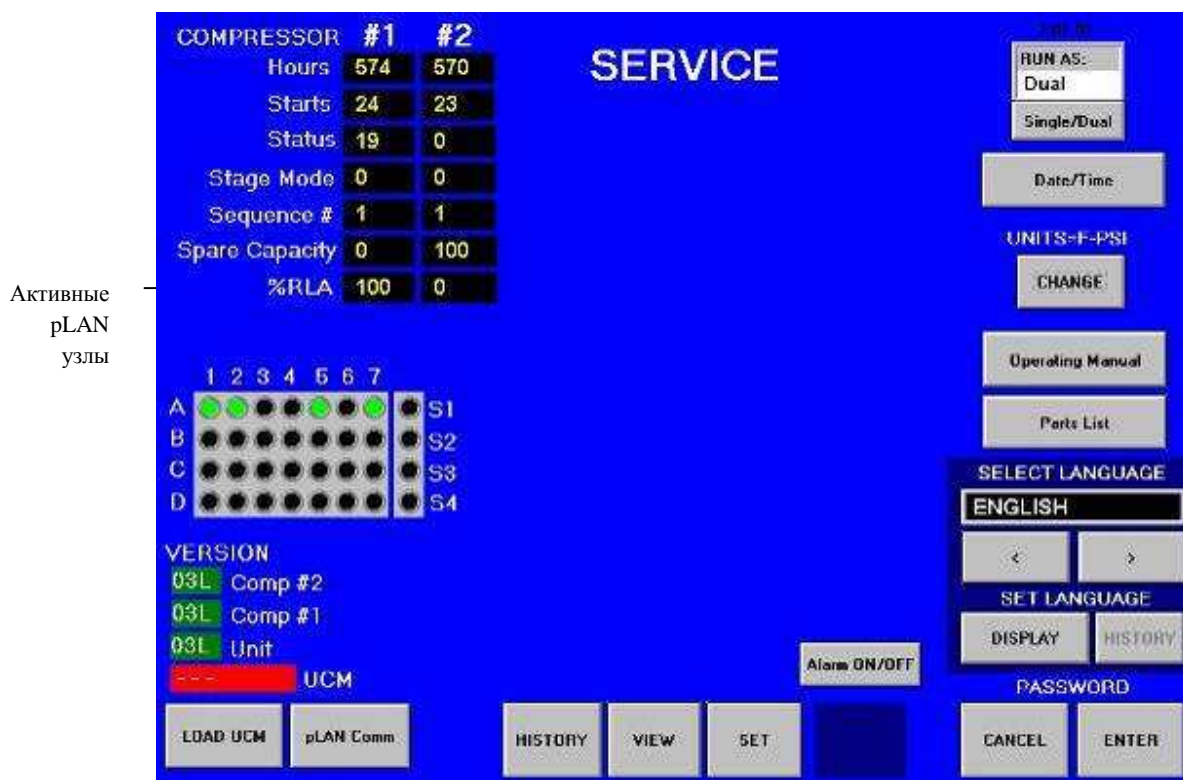 COMPRESSOR #1 #2
Hours 574 570
Starts 24 23
Status 19 0
Stage Mode 0 0
Sequence # 1 1
Spare Capacity 0 100
%RLA 100 0
SERVICE
RUN AS:
Dual
Single/Dual
Date/Time
UNITS=F-PSI
CHANGE
Активные
pLAN
узлы
Operating Manual
Parts List
1 2 3 4 5 6 7
A S1
B S2
C S3
D S4
SELECT LANGUAGE
ENGLISH
< >
SET LANGUAGE
DISPLAY HISTORY
VERSION
03L Comp #2
03L Comp #1
03L Unit
--- UCM
Alarm ON/OFF
PASSWORD
LOAD UCM pLAN Comm HISTORY VIEW SET CANCEL ENTER